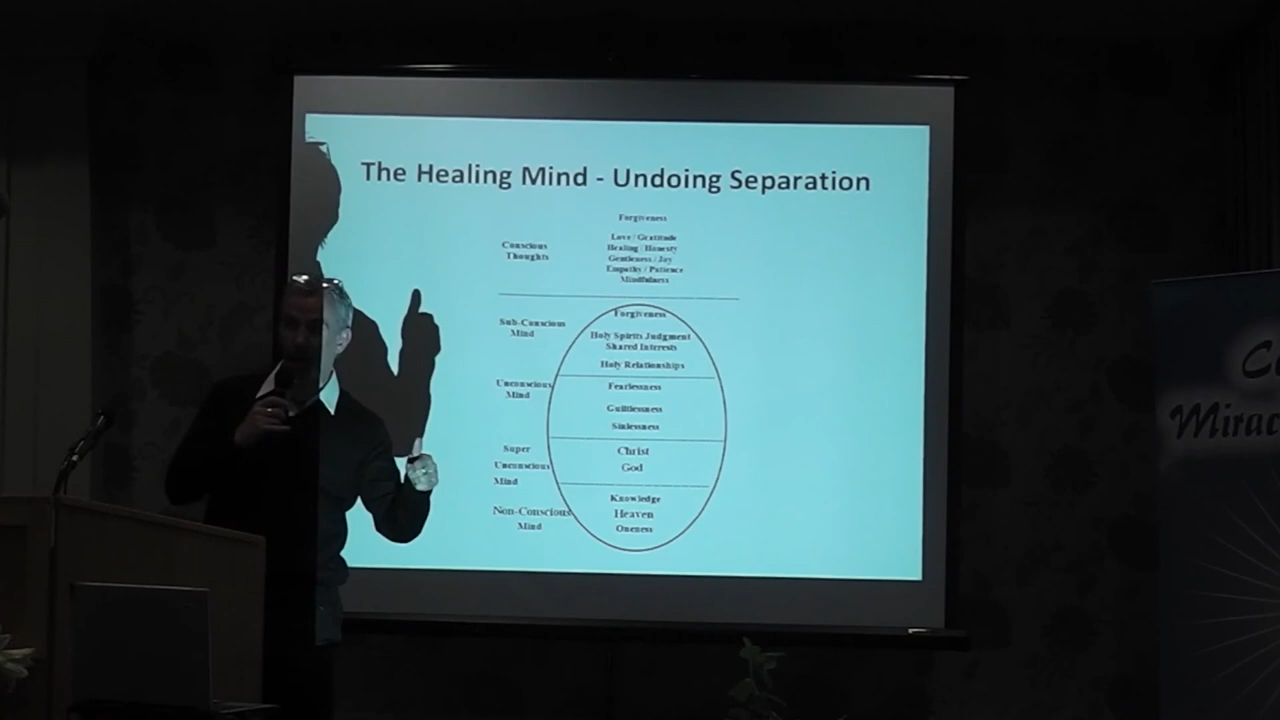 The Healing Mind - Undoing Separation
Forgiveness
Conscious
Thoughts
Love / Gratitude
Healing / Honesty
Gentleness / Joy
Empathy / Patience
Mindfulness
Sub-Conscious
Mind
Forgiveness
Holy Spirits Judgment
Shared Interests
Holy Relationships
Unconscious
Mind
Fearlessness
Guiltlessness
Sinlessness
Super
Unconscious
Mind
Christ
God
Non-Conscious
Mind
Knowledge
Heaven
Oneness